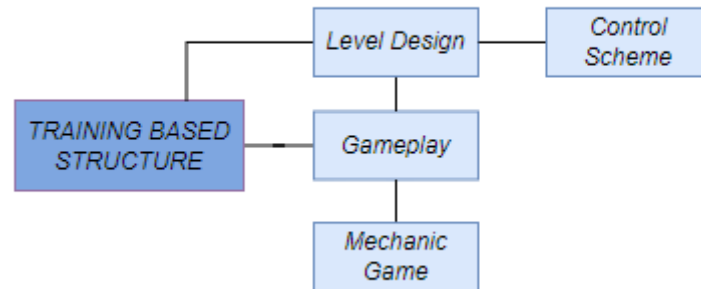 Level Design
Control
Scheme
TRAINING BASED
STRUCTURE
Gameplay
Mechanic
Game